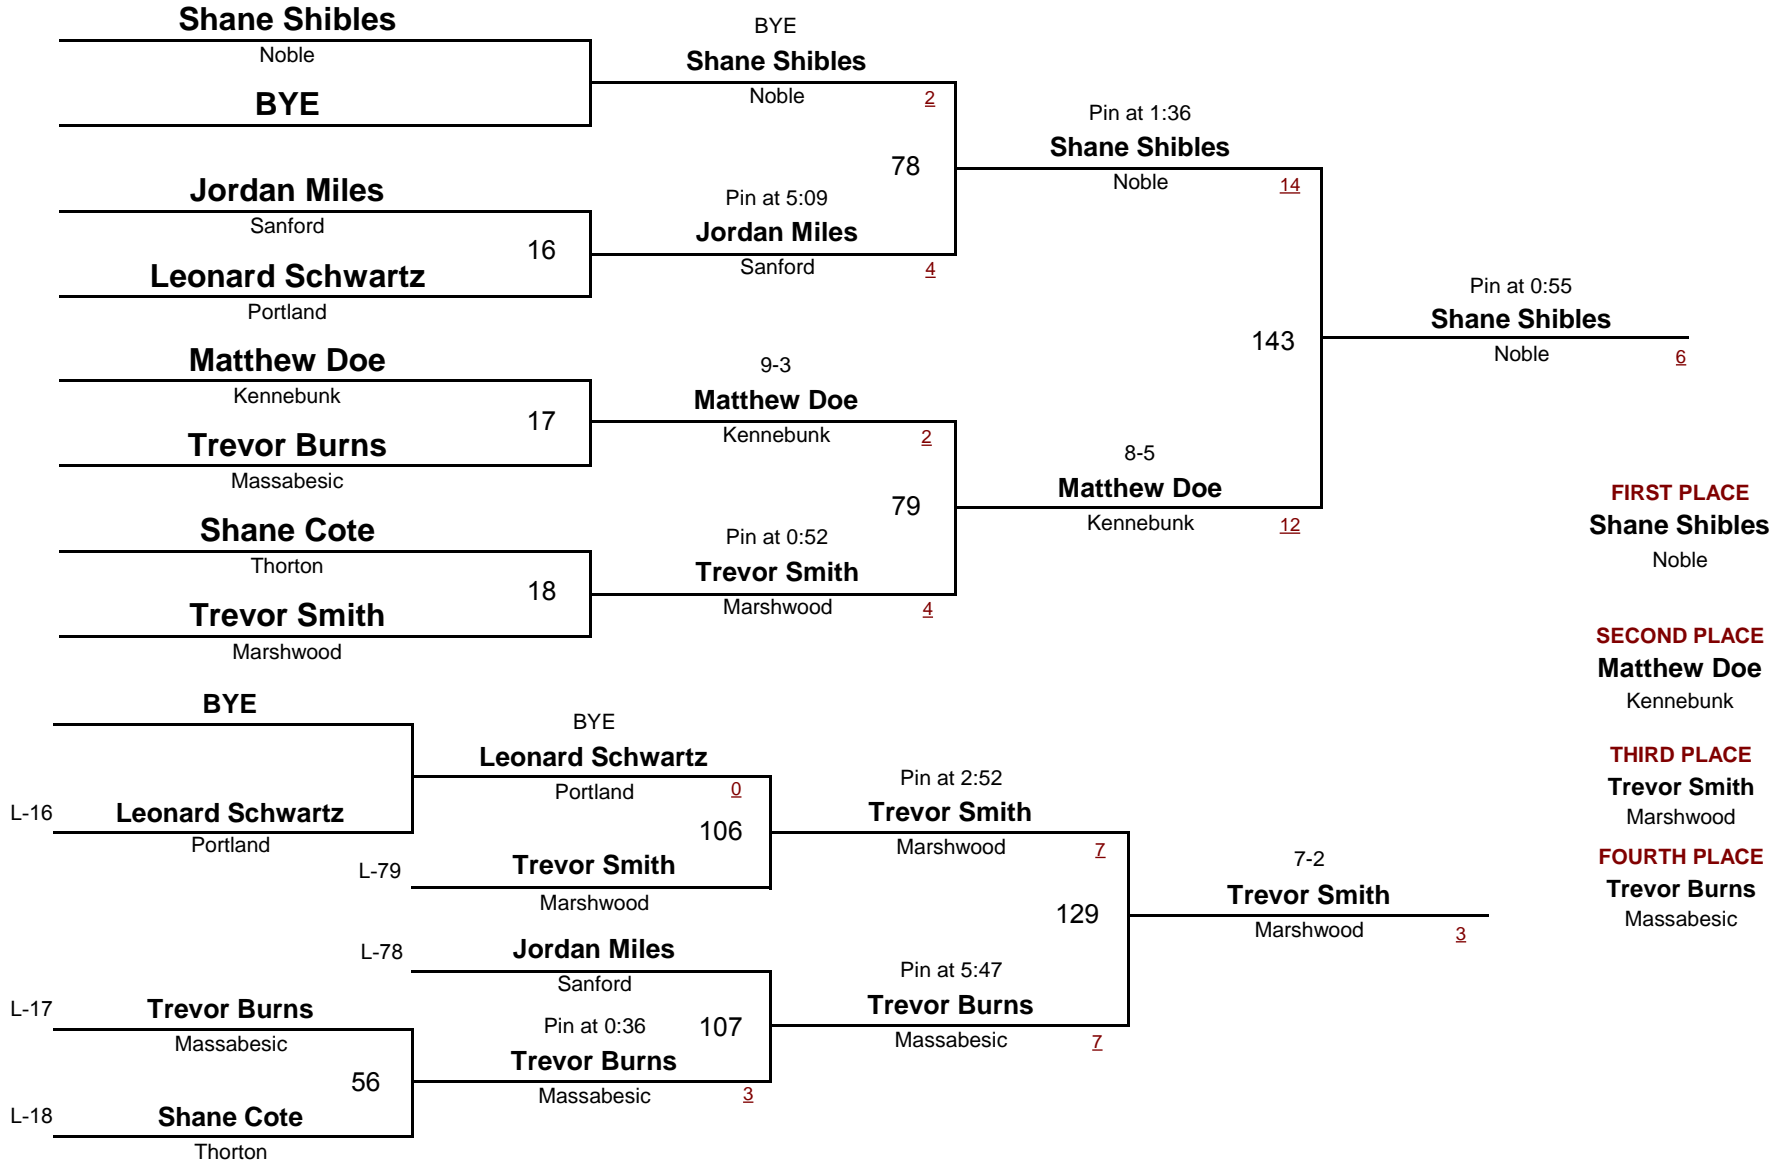 Shane Shibles
Noble
BYE
Jordan Miles
Sanford
16
Leonard Schwartz
Portland
Matthew Doe
Kennebunk
17
Trevor Burns
Massabesic
Shane Cote
Thorton
18
Trevor Smith
Marshwood
BYE
Shane Shibles
Noble
2
78
Pin at 5:09
Jordan Miles
Sanford
4
9-3
Matthew Doe
Kennebunk
2
79
Pin at 0:52
Trevor Smith
Marshwood
4
Pin at 1:36
Shane Shibles
Noble
14
143
8-5
Matthew Doe
Kennebunk
12
Pin at 0:55
Shane Shibles
Noble
6
FIRST PLACE
Shane Shibles
Noble
SECOND PLACE
Matthew Doe
Kennebunk
THIRD PLACE
Trevor Smith
Marshwood
FOURTH PLACE
Trevor Burns
Massabesic
BYE
L-16
Leonard Schwartz
Portland
L-17
Trevor Burns
Massabesic
56
L-18
Shane Cote
Thorton
BYE
Leonard Schwartz
Portland
0
106
L-79
Trevor Smith
Marshwood
L-78
Jordan Miles
Sanford
Pin at 0:36
107
Trevor Burns
Massabesic
3
Pin at 2:52
Trevor Smith
Marshwood
7
129
Pin at 5:47
Trevor Burns
Massabesic
7
7-2
Trevor Smith
Marshwood
3